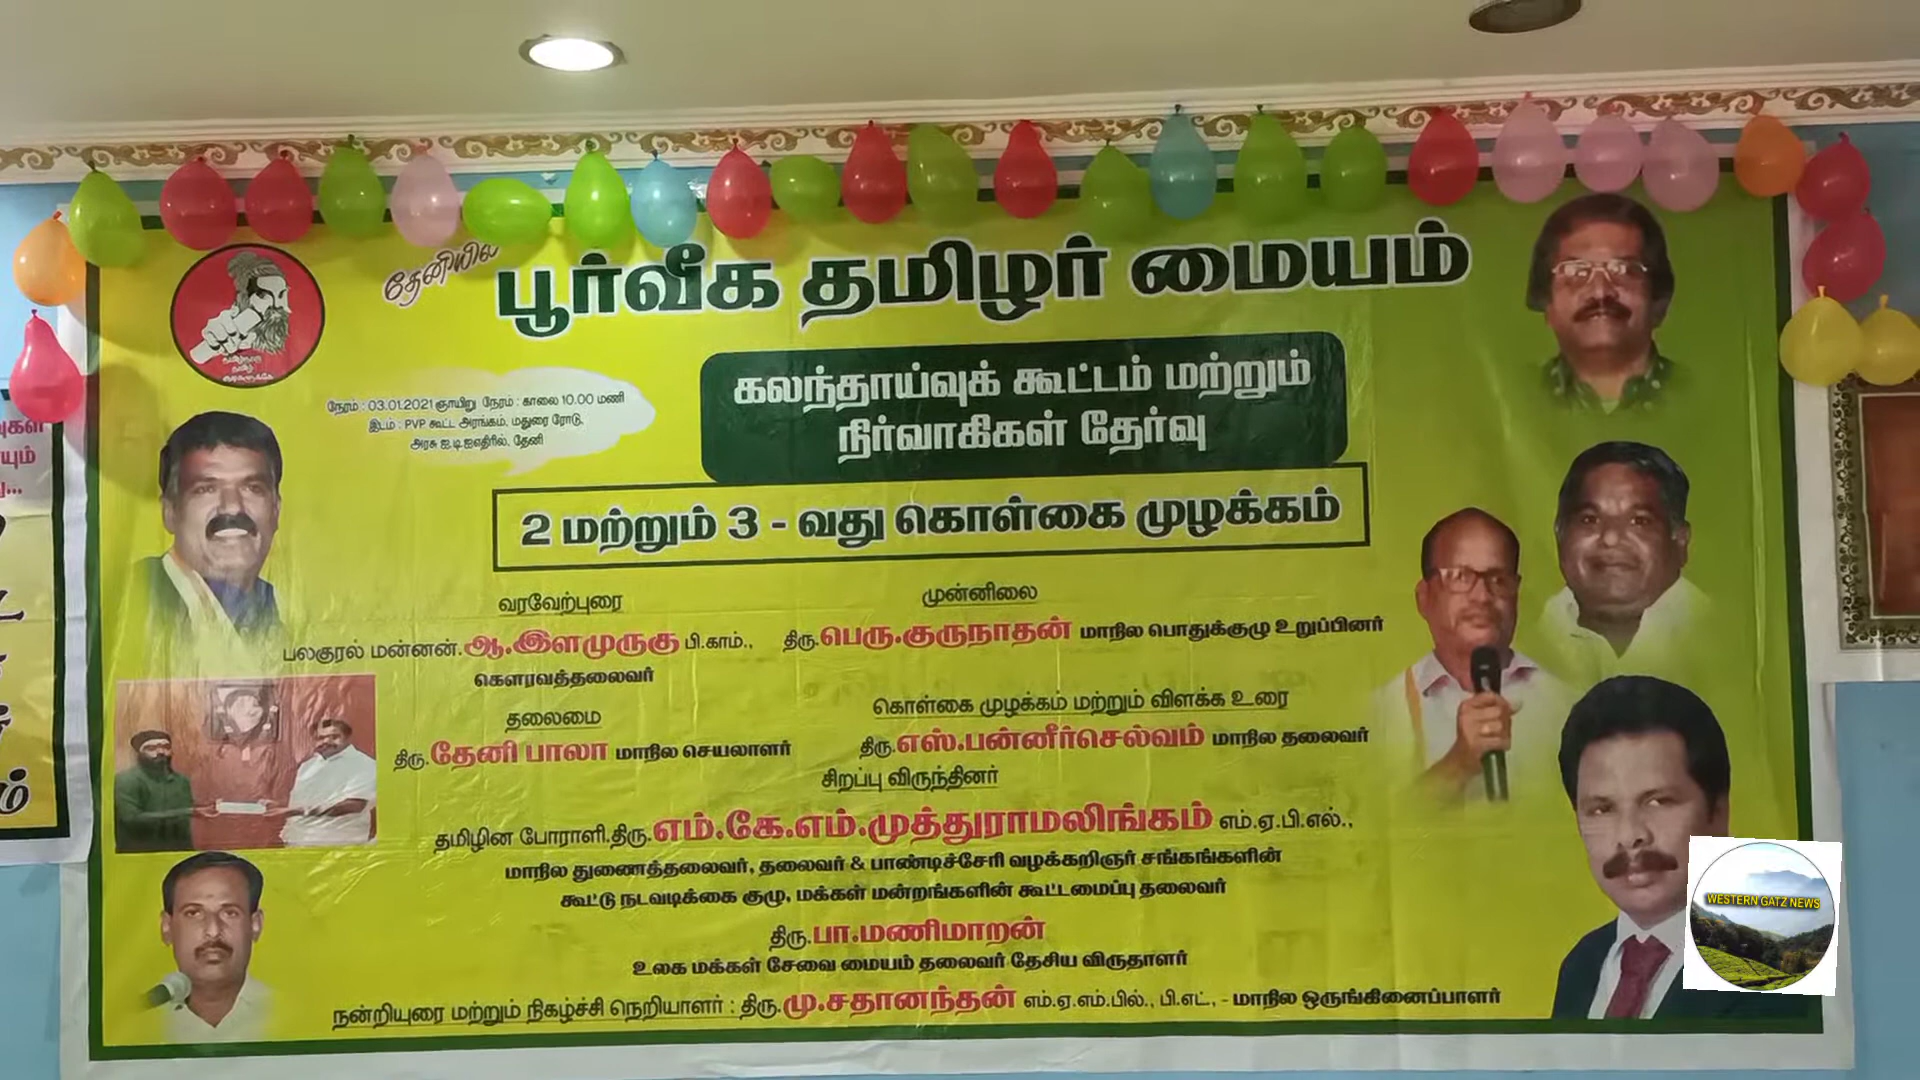 தேனியில்
பூர்வீக தமிழர் மையம்
தமிழ்நாடு
தமிழ்
நேரம் : 03.01.2021 ஞாயிறு நேரம் : காலை 10.00 மணி
இடம் : PVP கூட்ட அரங்கம், மதுரை ரோடு,
அரசு ஐ.டி.ஐஎதிரில், தேனி
கலந்தாய்வுக் கூட்டம் மற்றும்
நிர்வாகிகள் தேர்வு
2 மற்றும் 3 - வது கொள்கை முழக்கம்
வரவேற்புரை
பலகுரல் மன்னன்.ஆ.இளமுருகு பி.காம்.,
கௌரவத்தலைவர்
முன்னிலை
திரு.பெரு.குருநாதன் மாநில பொதுக்குழு உறுப்பினர்
தலைமை
திரு.தேனி பாலா மாநில செயலாளர்
கொள்கை முழக்கம் மற்றும் விளக்க உரை
திரு.எஸ்.பன்னீர்செல்வம் மாநில தலைவர்
சிறப்பு விருந்தினர்
தமிழின போராளி.திரு.எம்.கே.எம்.முத்துராமலிங்கம் எம்.ஏ.பி.எல்.,
மாநில துணைத்தலைவர், தலைவர் & பாண்டிச்சேரி வழக்கறிஞர் சங்கங்களின்
கூட்டு நடவடிக்கை குழு, மக்கள் மன்றங்களின் கூட்டமைப்பு தலைவர்
திரு.பா.மணிமாறன்
உலக மக்கள் சேவை மையம் தலைவர் தேசிய விருதாளர்
நன்றியுரை மற்றும் நிகழ்ச்சி நெறியாளர் : திரு.மு.சதானந்தன் எம்.ஏ.எம்.பில்., பி.எட்., - மாநில ஒருங்கினைப்பாளர்
WESTERN GATZ NEWS